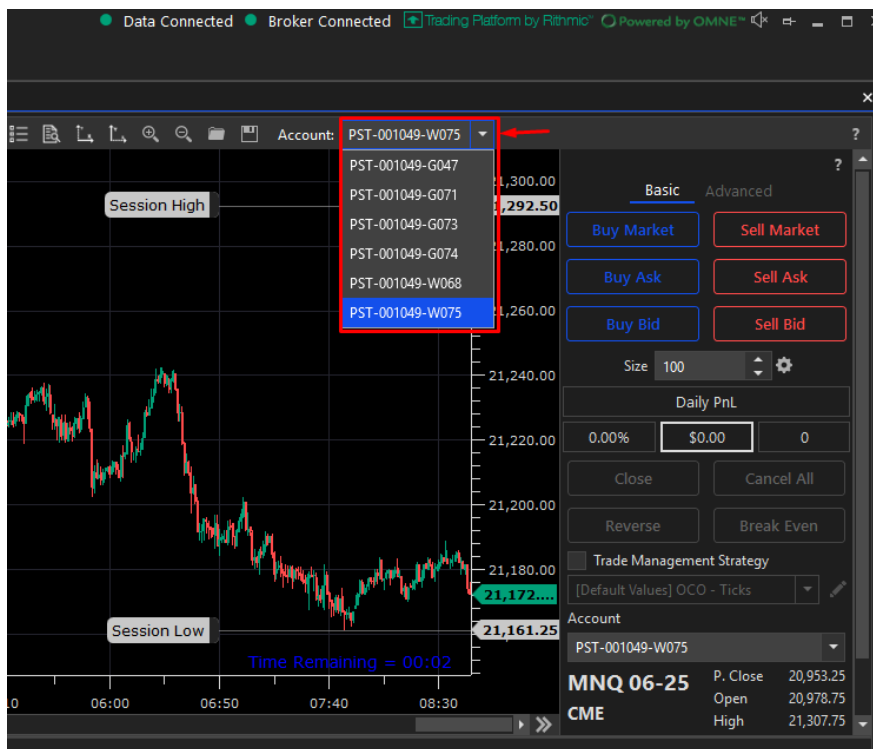 Data Connected Broker Connected Trading Platform by Rithmic™ Powered by OMNE™
Account: PST-001049-W075 ?
PST-001049-G047
PST-001049-G071
PST-001049-G073
PST-001049-G074
PST-001049-W068
PST-001049-W075
Session High
,300.00
,292.50
,280.00
,260.00
21,240.00
21,220.00
21,200.00
21,180.00
21,172....
21,161.25
Session Low
Time Remaining = 00:02
06:00 06:50 07:40 08:30
?
Basic Advanced
Buy Market Sell Market
Buy Ask Sell Ask
Buy Bid Sell Bid
Size 100
Daily PnL
0.00% $0.00 0
Close Cancel All
Reverse Break Even
Trade Management Strategy
[Default Values] OCO - Ticks
Account
PST-001049-W075
MNQ 06-25 P. Close 20,953.25
Open 20,978.75
CME High 21,307.75